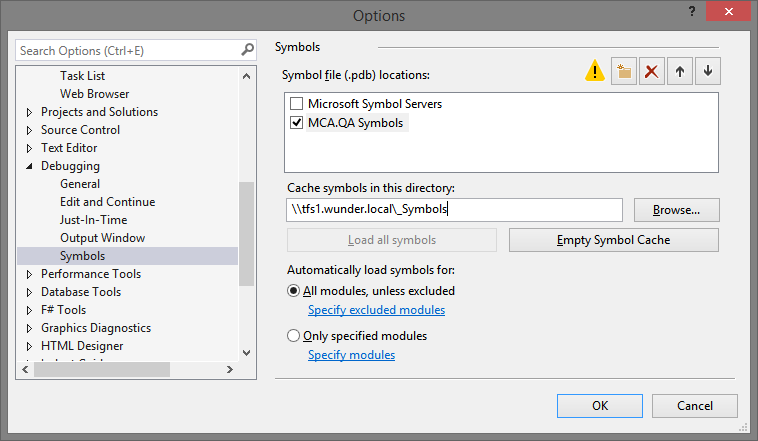 Options
?
Search Options (Ctrl+E)
Task List
Web Browser
Projects and Solutions
Source Control
Text Editor
Debugging
General
Edit and Continue
Just-In-Time
Output Window
Symbols
Performance Tools
Database Tools
F# Tools
Graphics Diagnostics
HTML Designer
Symbols
Symbol file (.pdb) locations:
Microsoft Symbol Servers
MCA.QA Symbols
Cache symbols in this directory:
\\tfs1.wunder.local\_Symbols
Browse...
Load all symbols
Empty Symbol Cache
Automatically load symbols for:
All modules, unless excluded
Specify excluded modules
Only specified modules
Specify modules
OK
Cancel